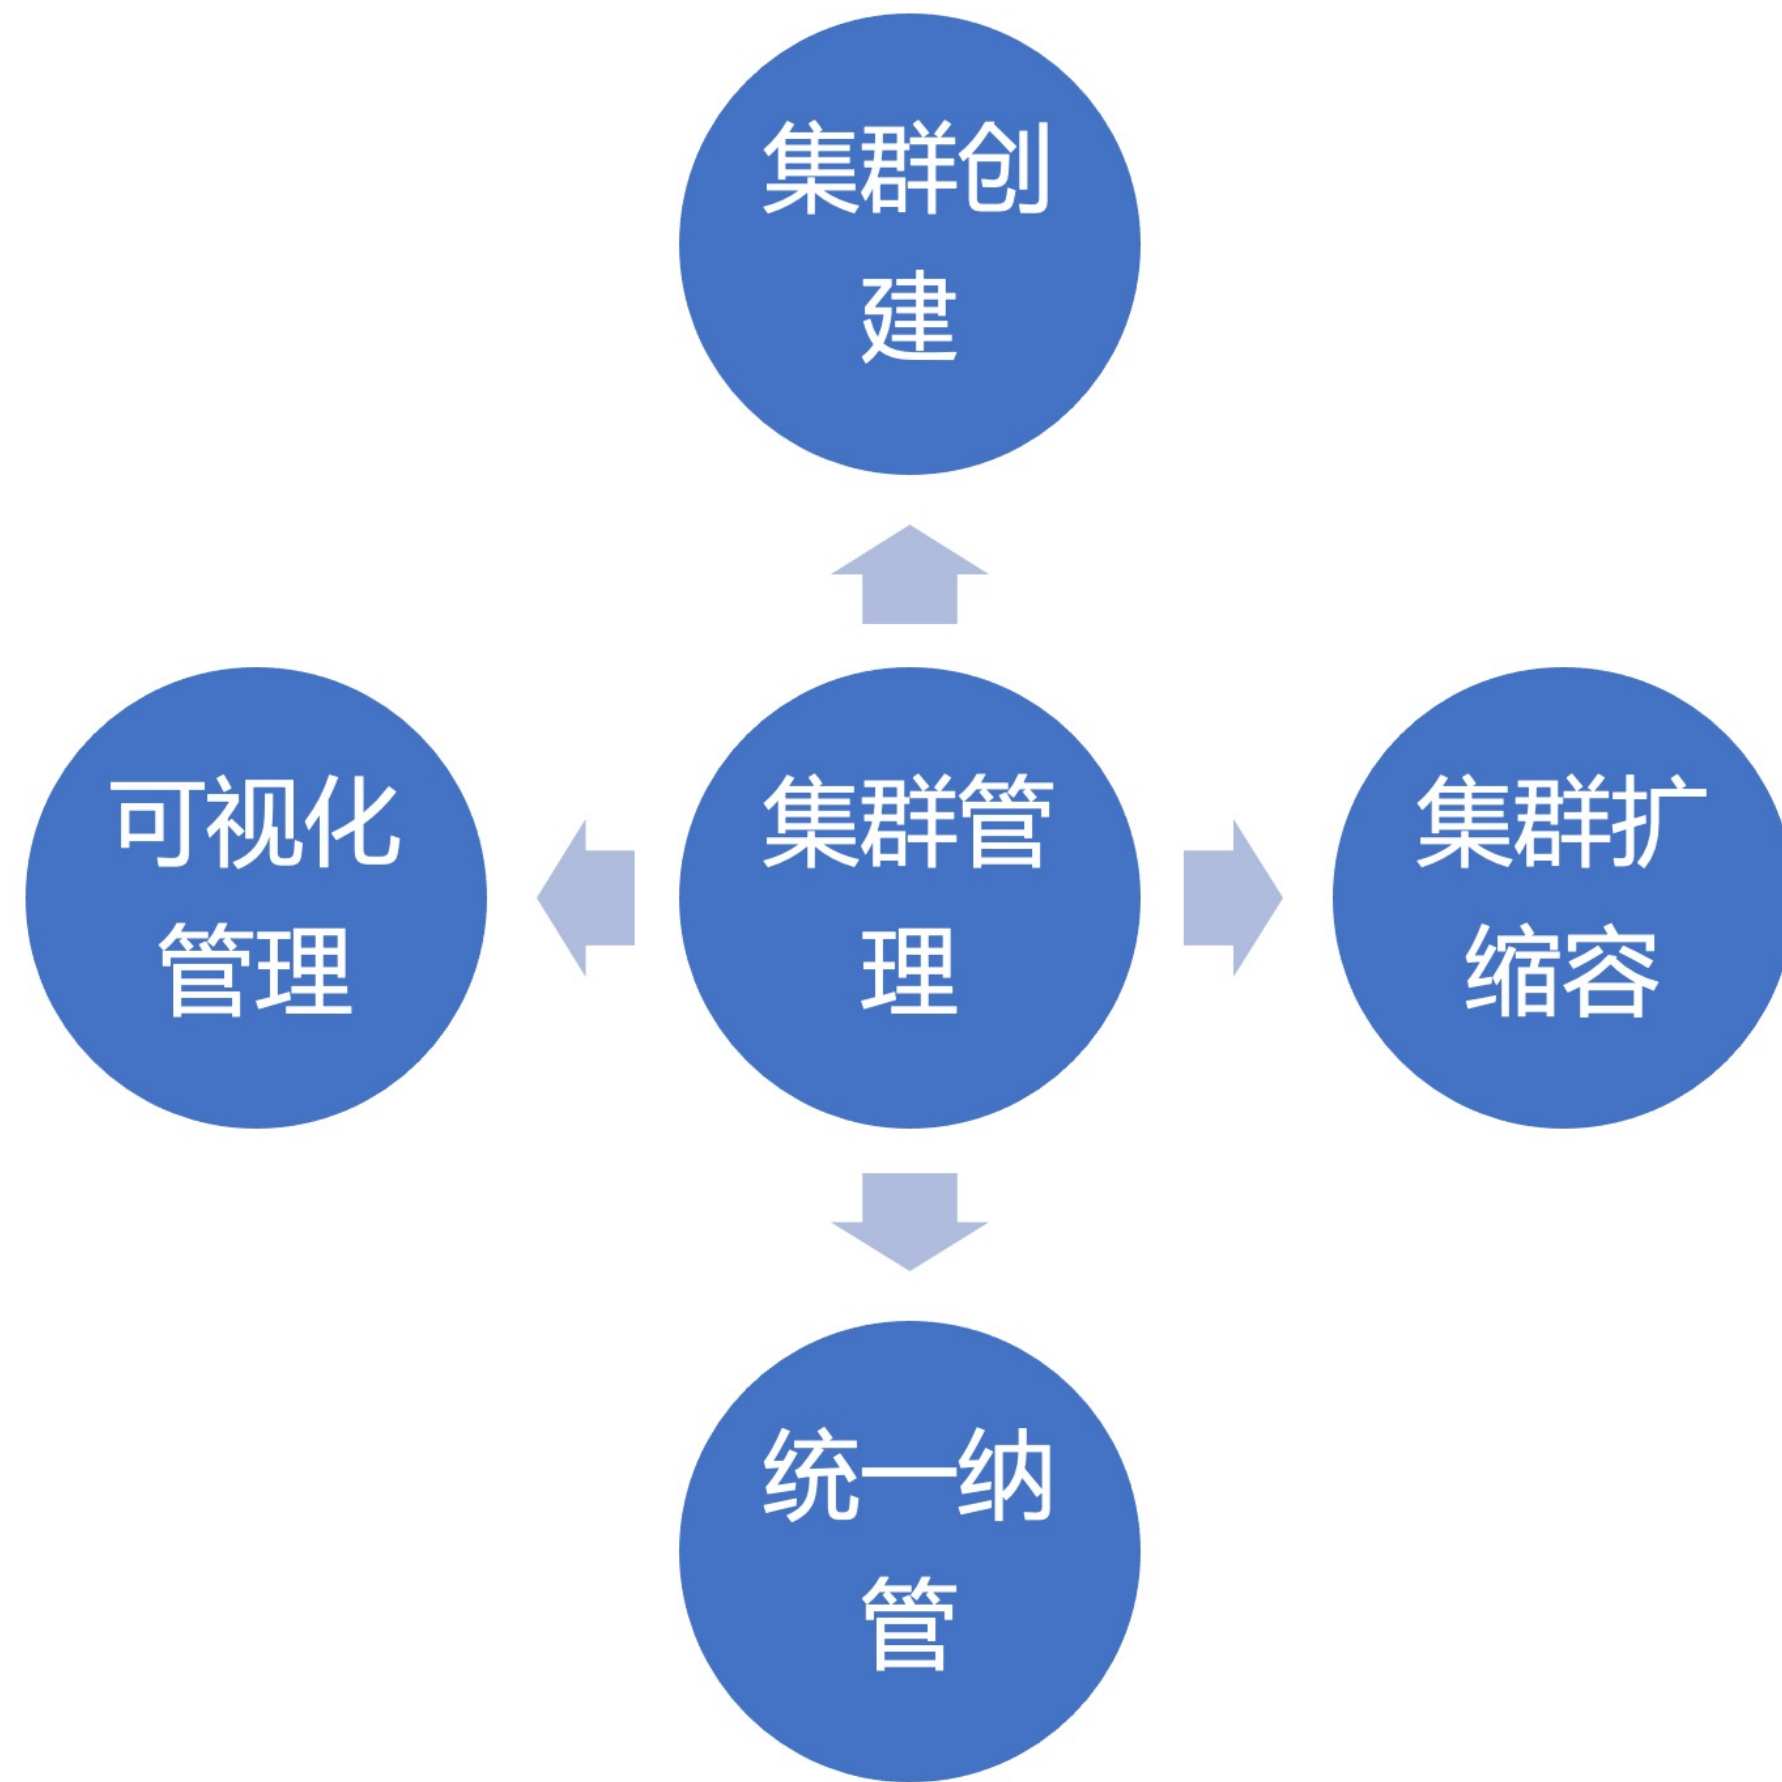 集群创
建
可视化
管理
集群管
理
集群扩
缩容
统一纳
管